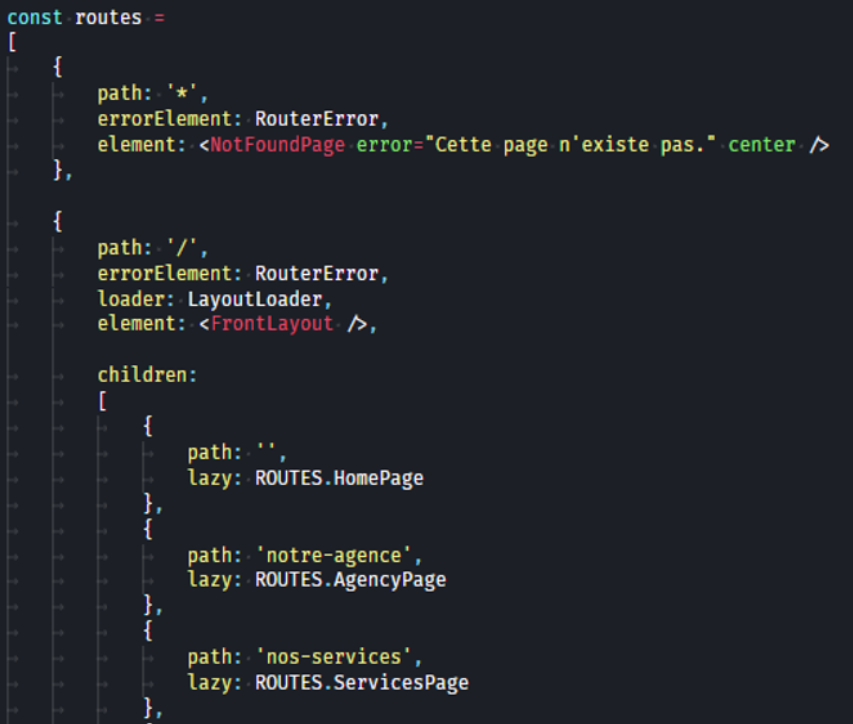 const routes =
[
{
path: '*',
errorElement: RouterError,
element: <NotFoundPage error="Cette page n'existe pas." center />
},
{
path: '/',
errorElement: RouterError,
loader: LayoutLoader,
element: <FrontLayout />,
children:
[
{
path: '',
lazy: ROUTES.HomePage
},
{
path: 'notre-agence',
lazy: ROUTES.AgencyPage
},
{
path: 'nos-services',
lazy: ROUTES.ServicesPage
},